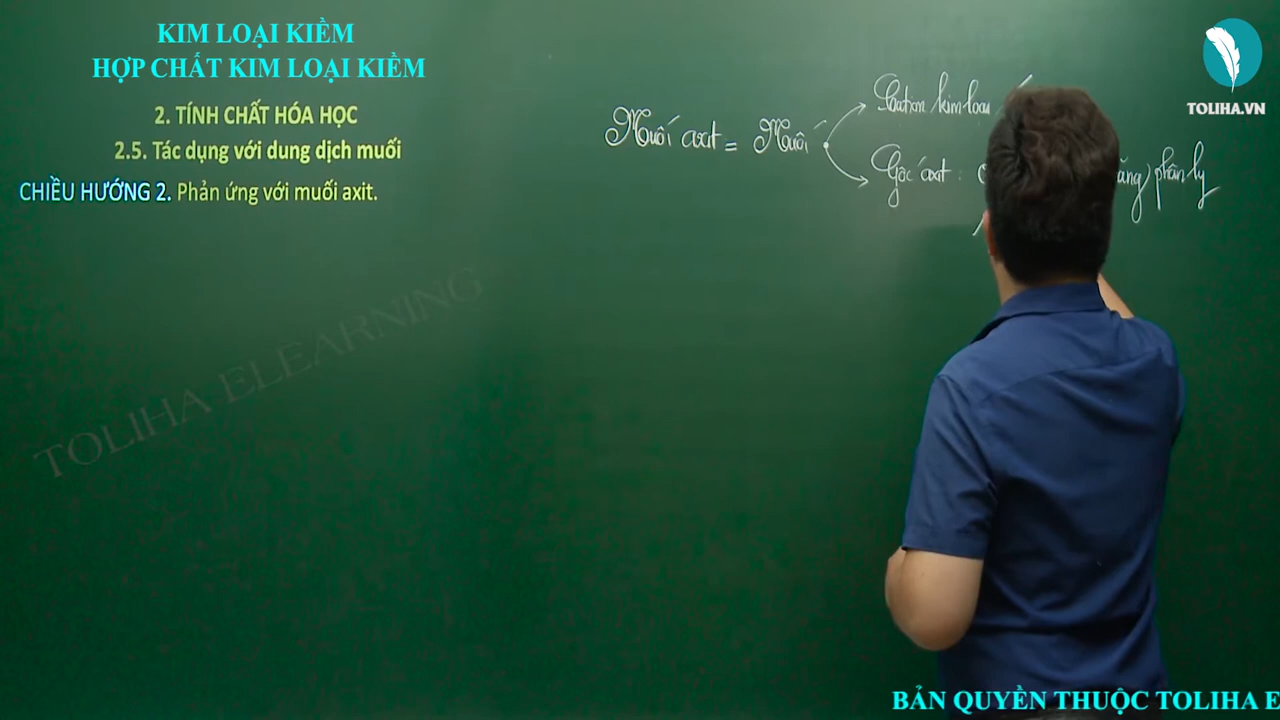 KIM LOẠI KIỀM
HỢP CHẤT KIM LOẠI KIỀM
2. TÍNH CHẤT HÓA HỌC
2.5. Tác dụng với dung dịch muối
CHIỀU HƯỚNG 2. Phản ứng với muối axit.
TOLIHA.VN
Cation kim loại
Muối axit = Muối
Gốc axit : phân ly
TOLIHA ELEARNING
BẢN QUYỀN THUỘC TOLIHA E